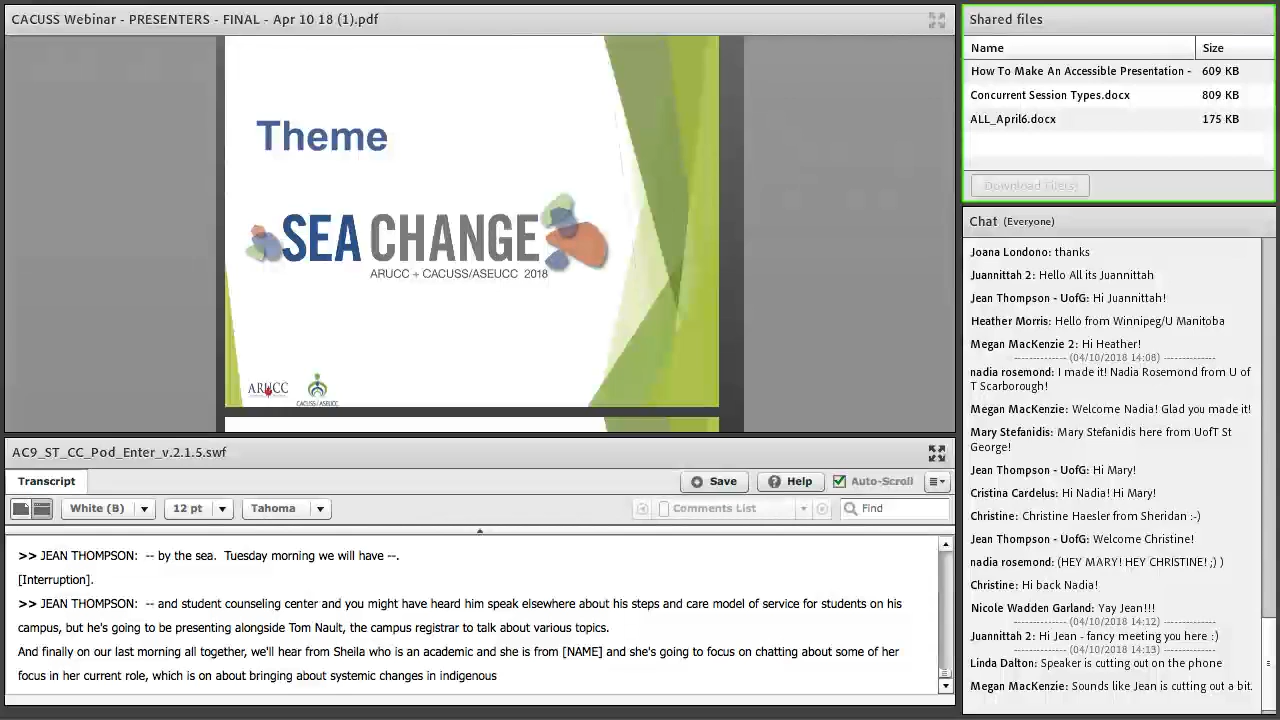 CACUSS Webinar - PRESENTERS - FINAL - Apr 10 18 (1).pdf
Theme
SEA CHANGE
ARUCC + CACUSS/ASEUCC 2018
ARUCC
CACUSS/ASEUCC
AC9_ST_CC_Pod_Enter_v.2.1.5.swf
Transcript
Save
Help
Auto-Scroll
White (B)
12 pt
Tahoma
Comments List
Find
>> JEAN THOMPSON:  -- by the sea.  Tuesday morning we will have --.
[Interruption].
>> JEAN THOMPSON:  -- and student counseling center and you might have heard him speak elsewhere about his steps and care model of service for students on his
campus, but he's going to be presenting alongside Tom Nault, the campus registrar to talk about various topics.
And finally on our last morning all together, we'll hear from Sheila who is an academic and she is from [NAME] and she's going to focus on chatting about some of her
focus in her current role, which is on about bringing about systemic changes in indigenous
Shared files
Name Size
How To Make An Accessible Presentation - 609 KB
Concurrent Session Types.docx 809 KB
ALL_April6.docx 175 KB
Download File(s)
Chat (Everyone)
Joana Londono: thanks
Juannittah 2: Hello All its Juannittah
Jean Thompson - UofG: Hi Juannittah!
Heather Morris: Hello from Winnipeg/U Manitoba
Megan MacKenzie 2: Hi Heather!
-------------- (04/10/2018 14:08) --------------
nadia rosemond: I made it! Nadia Rosemond from U of
T Scarborough!
Megan MacKenzie: Welcome Nadia! Glad you made it!
Mary Stefanidis: Mary Stefanidis here from UofT St
George!
Jean Thompson - UofG: Hi Mary!
Cristina Cardelus: Hi Nadia! Hi Mary!
Christine: Christine Haesler from Sheridan :-)
Jean Thompson - UofG: Welcome Christine!
nadia rosemond: (HEY MARY! HEY CHRISTINE! ;) )
Christine: Hi back Nadia!
Nicole Wadden Garland: Yay Jean!!!
-------------- (04/10/2018 14:12) --------------
Juannittah 2: Hi Jean - fancy meeting you here :)
-------------- (04/10/2018 14:13) --------------
Linda Dalton: Speaker is cutting out on the phone
Megan MacKenzie: Sounds like Jean is cutting out a bit.